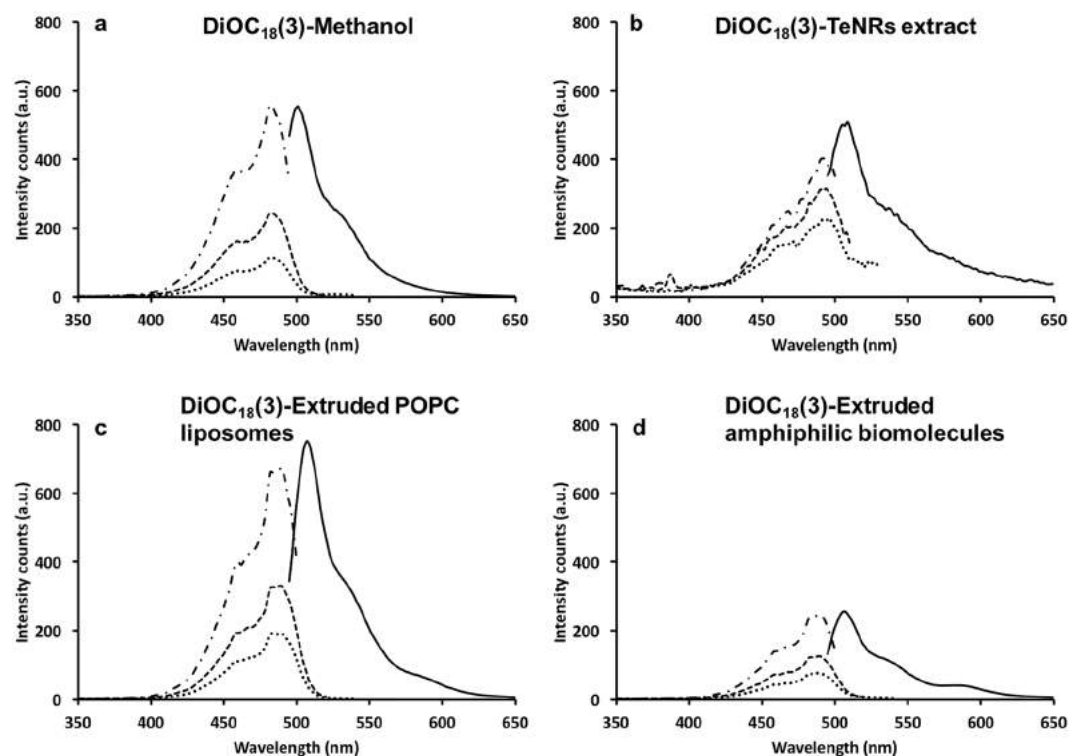 a
DiOC₁₈(3)-Methanol
800
600
400
200
0
Intensity counts (a.u.)
350 400 450 500 550 600 650
Wavelength (nm)
b
DiOC₁₈(3)-TeNRs extract
800
600
400
200
0
Intensity counts (a.u.)
350 400 450 500 550 600 650
Wavelength (nm)
c
DiOC₁₈(3)-Extruded POPC
liposomes
800
600
400
200
0
Intensity counts (a.u.)
350 400 450 500 550 600 650
Wavelength (nm)
d
DiOC₁₈(3)-Extruded
amphiphilic biomolecules
800
600
400
200
0
Intensity counts (a.u.)
350 400 450 500 550 600 650
Wavelength (nm)